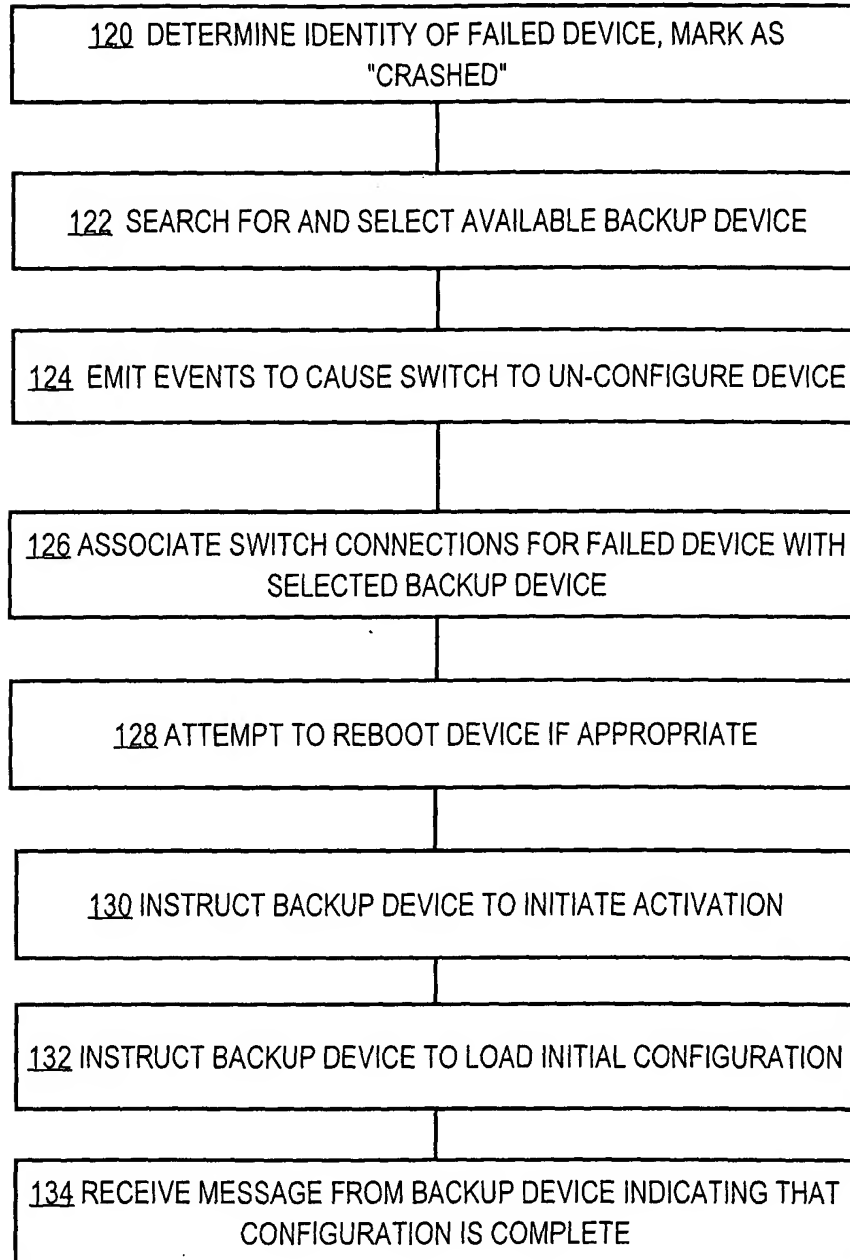 120 DETERMINE IDENTITY OF FAILED DEVICE, MARK AS
"CRASHED"
122 SEARCH FOR AND SELECT AVAILABLE BACKUP DEVICE
124 EMIT EVENTS TO CAUSE SWITCH TO UN-CONFIGURE DEVICE
126 ASSOCIATE SWITCH CONNECTIONS FOR FAILED DEVICE WITH
SELECTED BACKUP DEVICE
128 ATTEMPT TO REBOOT DEVICE IF APPROPRIATE
130 INSTRUCT BACKUP DEVICE TO INITIATE ACTIVATION
132 INSTRUCT BACKUP DEVICE TO LOAD INITIAL CONFIGURATION
134 RECEIVE MESSAGE FROM BACKUP DEVICE INDICATING THAT
CONFIGURATION IS COMPLETE